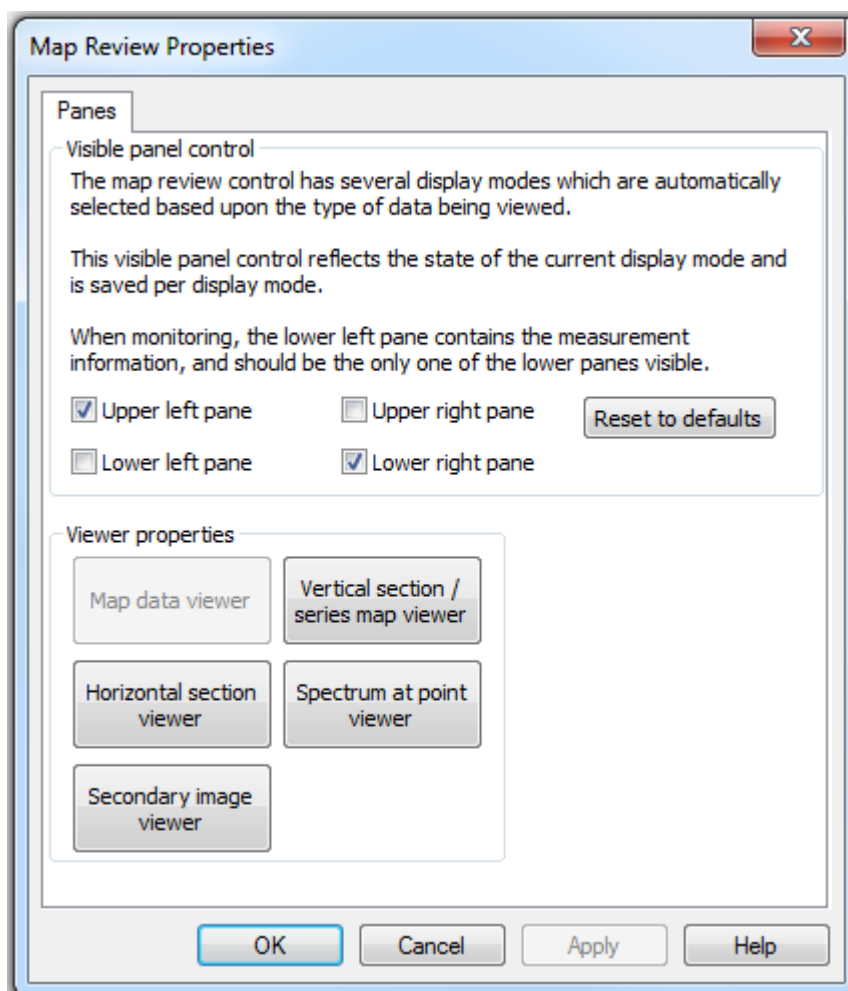 Map Review Properties
Panes
Visible panel control
The map review control has several display modes which are automatically
selected based upon the type of data being viewed.
This visible panel control reflects the state of the current display mode and
is saved per display mode.
When monitoring, the lower left pane contains the measurement
information, and should be the only one of the lower panes visible.
Upper left pane
Upper right pane
Reset to defaults
Lower left pane
Lower right pane
Viewer properties
Map data viewer
Vertical section /
series map viewer
Horizontal section
viewer
Spectrum at point
viewer
Secondary image
viewer
OK
Cancel
Apply
Help